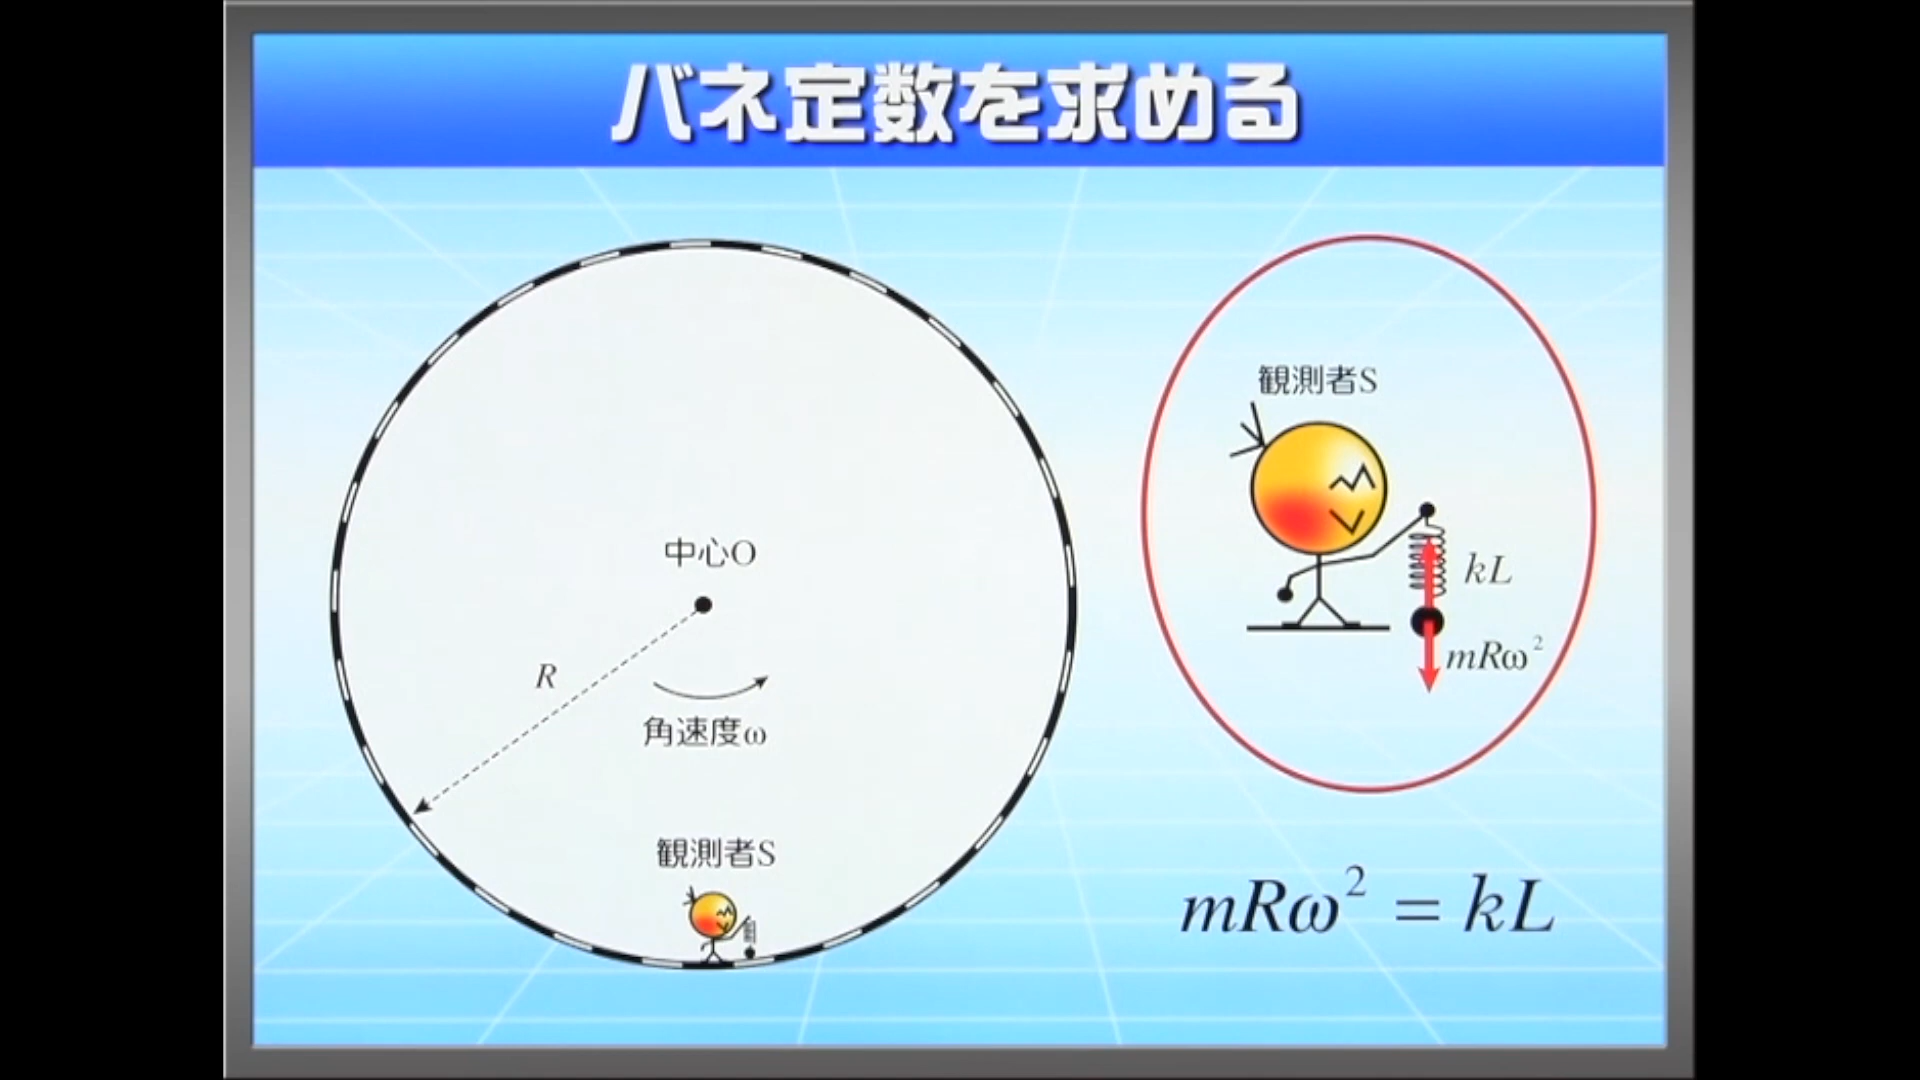 バネ定数を求める
中心O
R
角速度ω
観測者S
観測者S
kL
mRω²
mRω² = kL